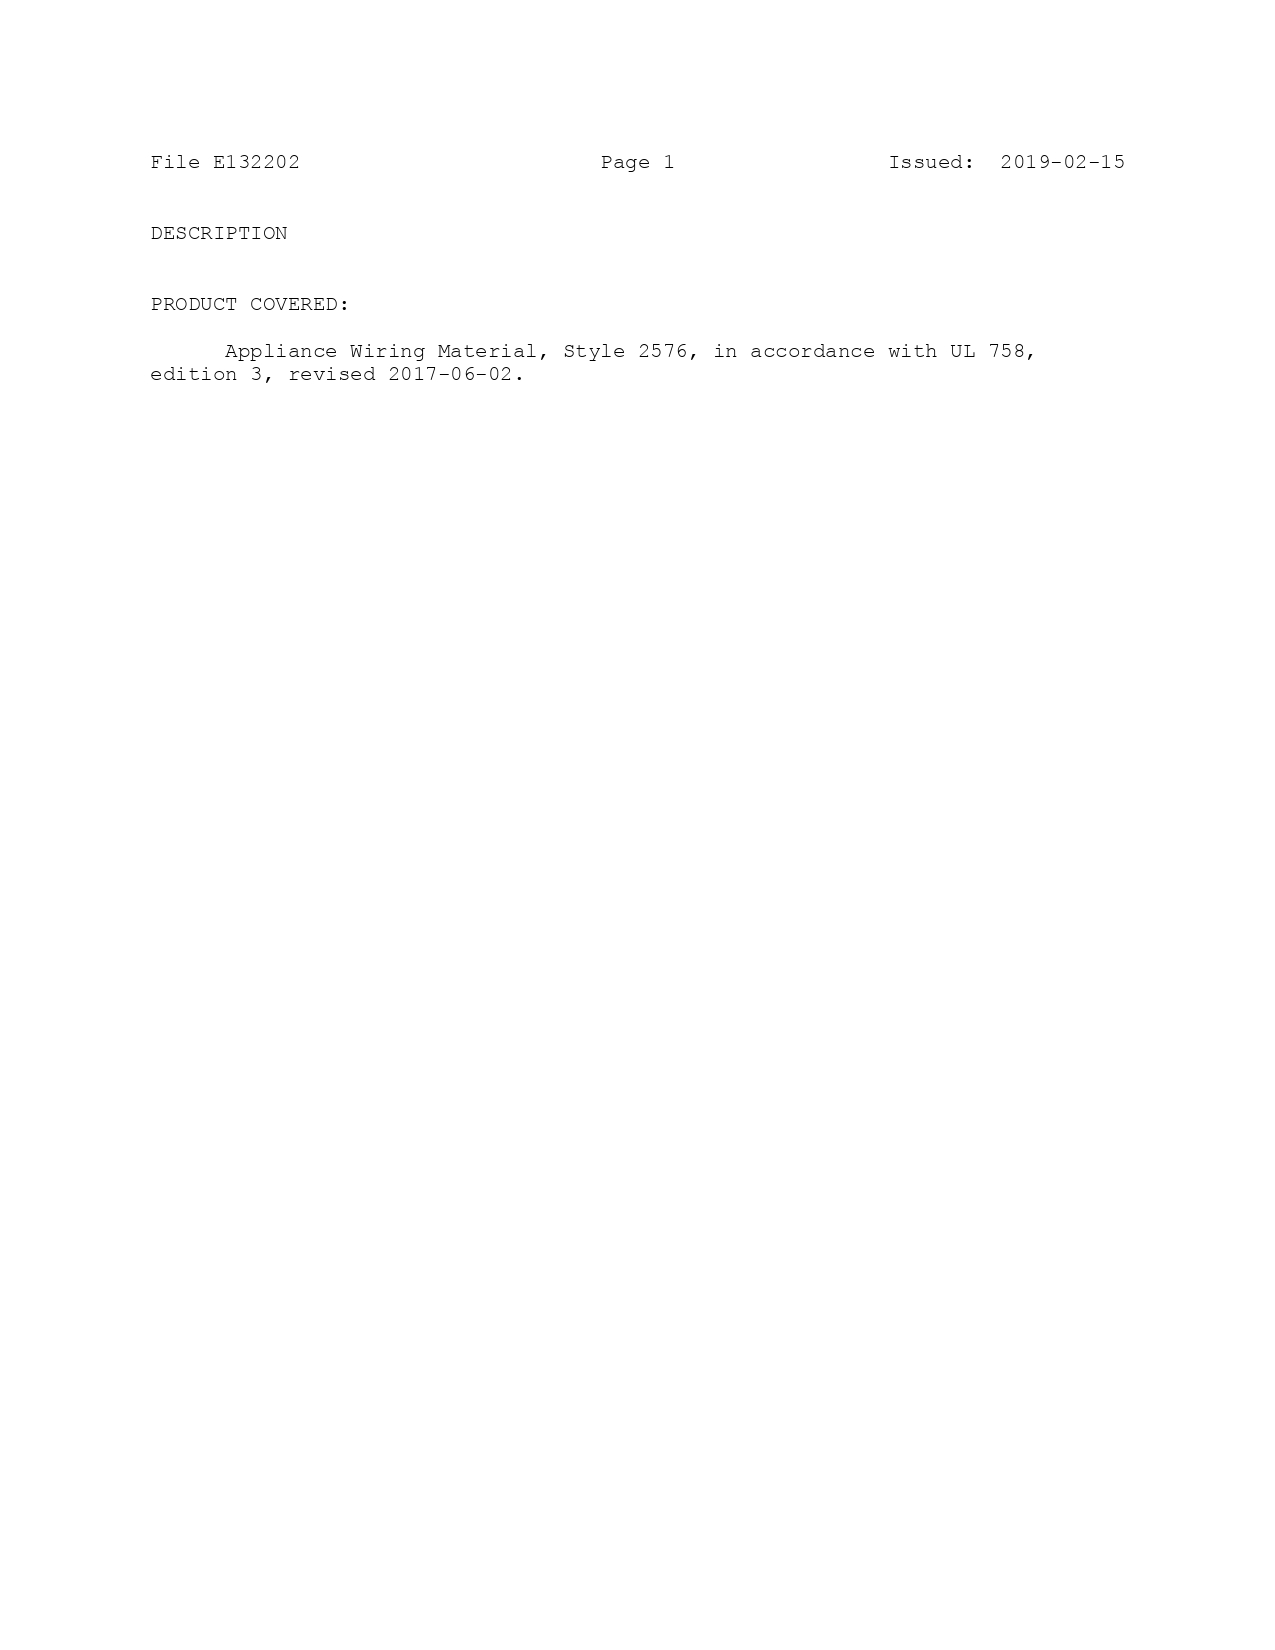 File E132202 Page 1 Issued: 2019-02-15
DESCRIPTION
PRODUCT COVERED:
Appliance Wiring Material, Style 2576, in accordance with UL 758,
edition 3, revised 2017-06-02.